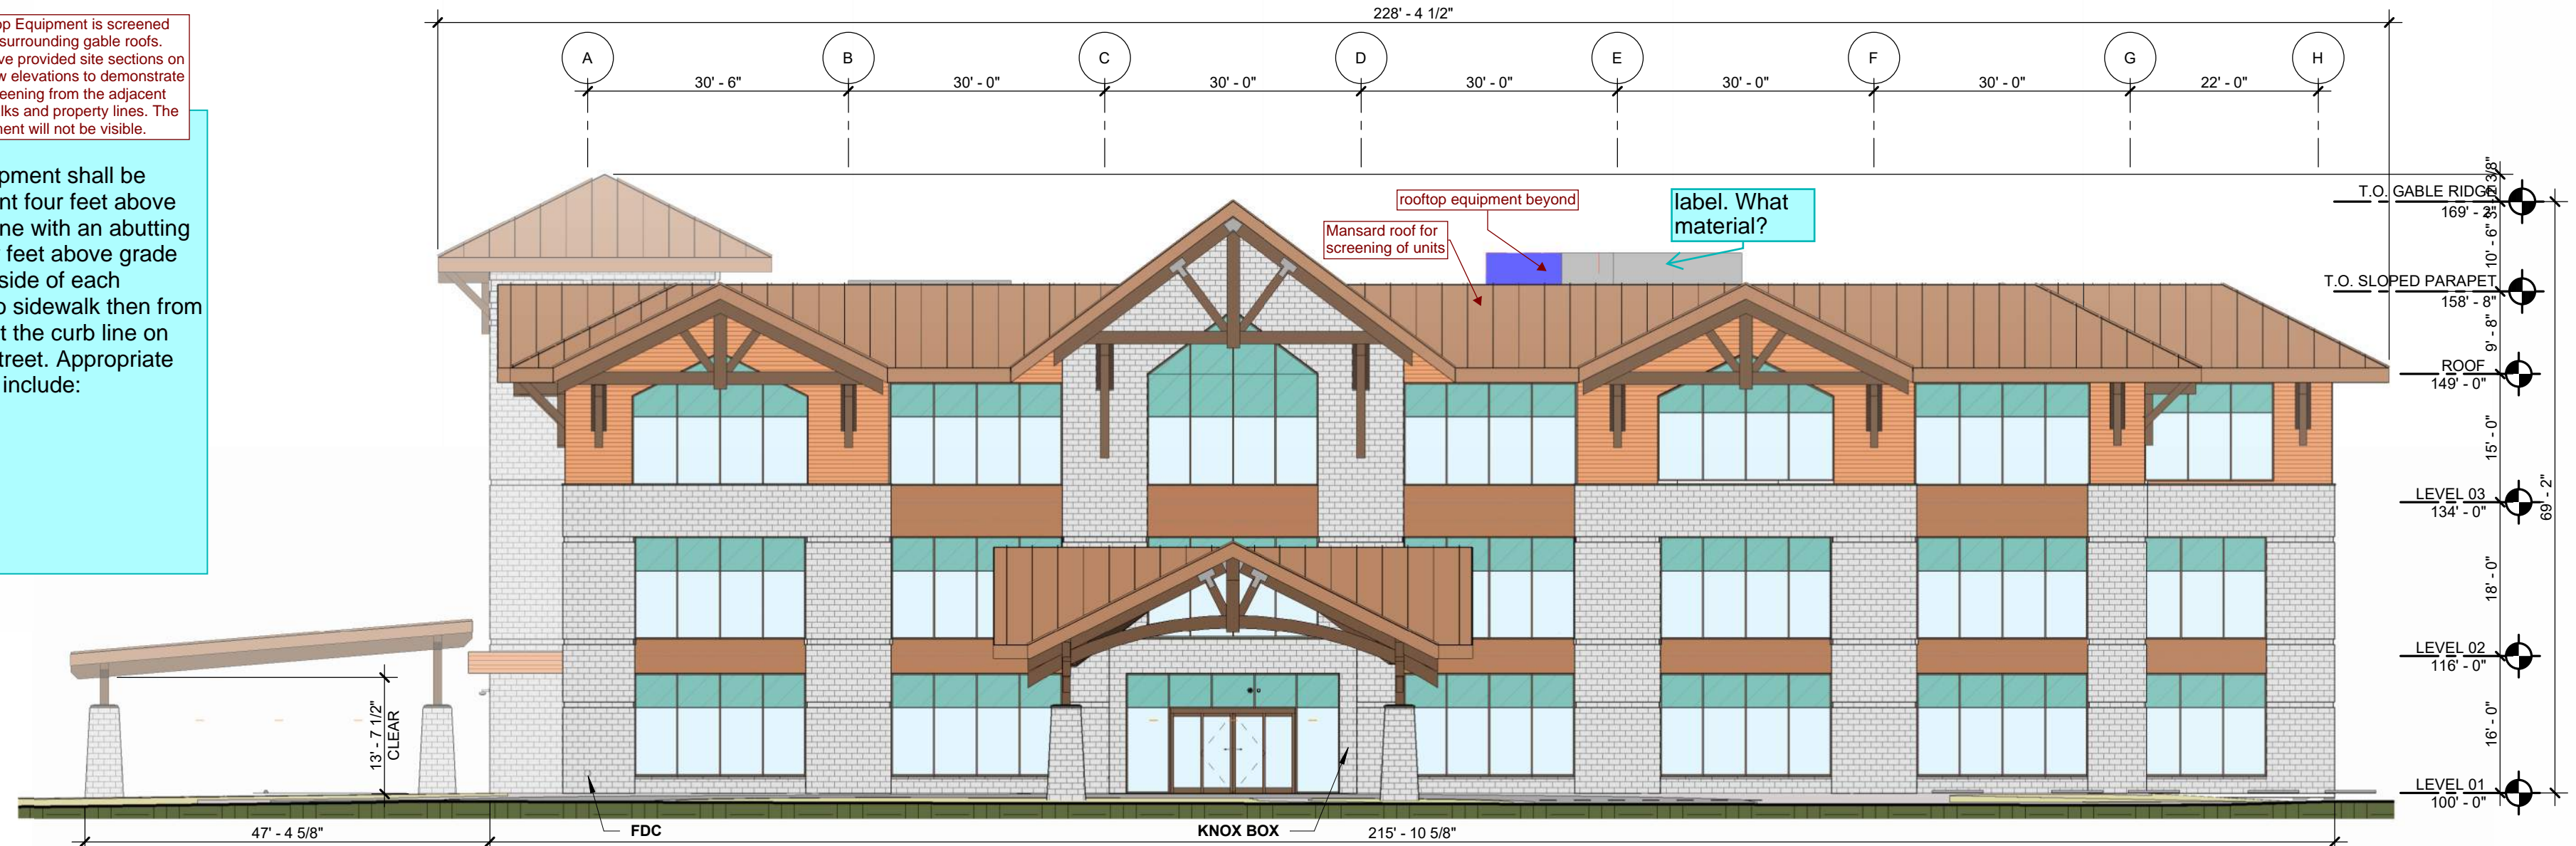 228' - 4 1/2"
op Equipment is screened
surrounding gable roofs.
ve provided site sections on
w elevations to demonstrate
eening from the adjacent
lks and property lines. The
ment will not be visible.
ipment shall be
nt four feet above
ine with an abutting
r feet above grade
side of each
o sidewalk then from
t the curb line on
treet. Appropriate
include:
A
B
C
D
E
F
G
H
30' - 6"
30' - 0"
30' - 0"
30' - 0"
30' - 0"
30' - 0"
22' - 0"
rooftop equipment beyond
Mansard roof for
screening of units
label. What
material?
T.O. GABLE RIDGE
169' - 2"
10' - 6"
T.O. SLOPED PARAPET
158' - 8"
9' - 8"
ROOF
149' - 0"
15' - 0"
LEVEL 03
134' - 0"
69' - 2"
18' - 0"
LEVEL 02
116' - 0"
16' - 0"
LEVEL 01
100' - 0"
13' - 7 1/2"
CLEAR
47' - 4 5/8"
FDC
KNOX BOX
215' - 10 5/8"